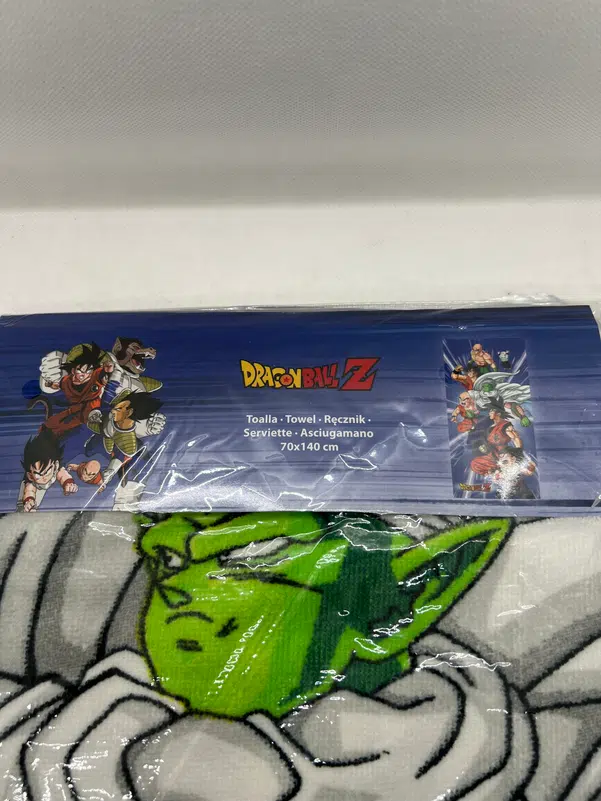 DRAGON BALL Z
Toalla · Towel · Ręcznik ·
Serviette · Asciugamano
70x140 cm